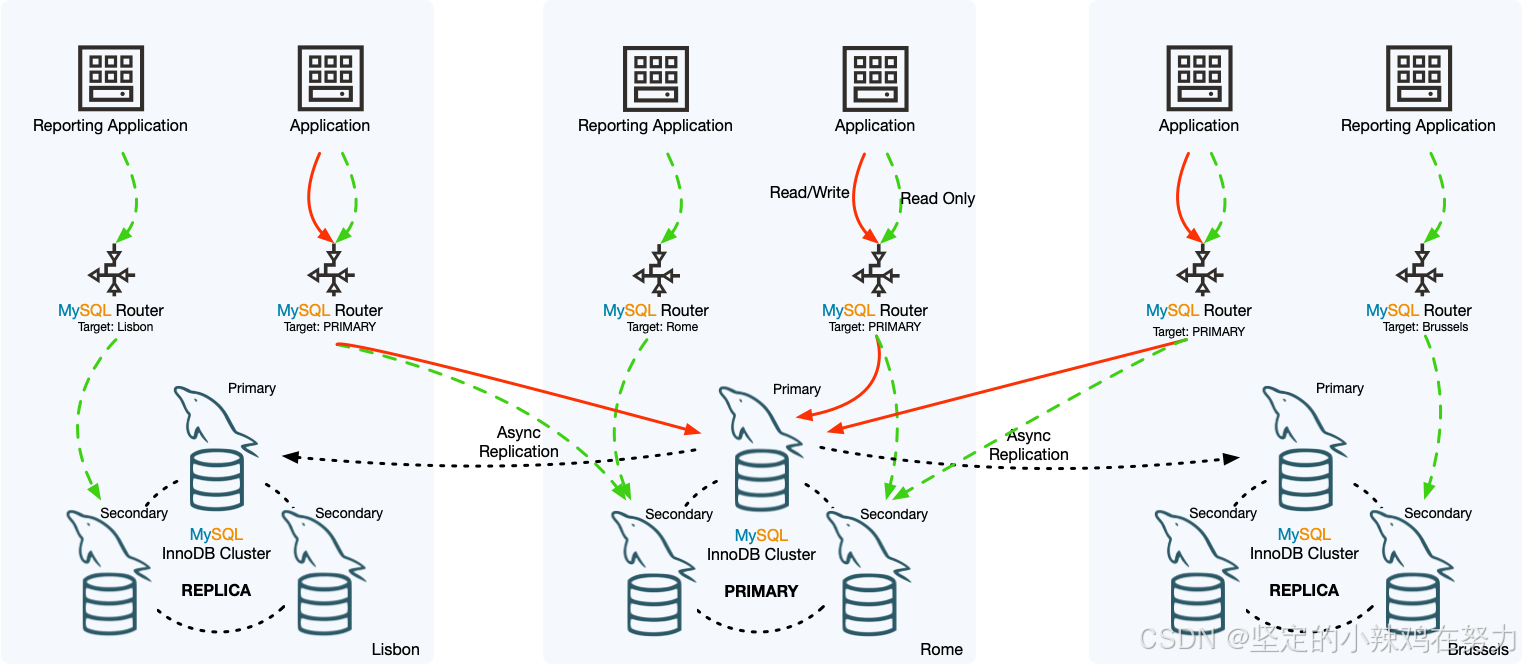 Reporting Application
Application
Reporting Application
Application
Application
Reporting Application
Read/Write
Read Only
MySQL Router
Target: Lisbon
MySQL Router
Target: PRIMARY
MySQL Router
Target: Rome
MySQL Router
Target: PRIMARY
MySQL Router
Target: PRIMARY
MySQL Router
Target: Brussels
Primary
Primary
Primary
Async
Replication
Async
Replication
Secondary
Secondary
MySQL
InnoDB Cluster
REPLICA
Lisbon
Secondary
Secondary
MySQL
InnoDB Cluster
PRIMARY
Rome
Secondary
Secondary
MySQL
InnoDB Cluster
REPLICA
Brussels
CSDN @坚定的小辣鸡在努力